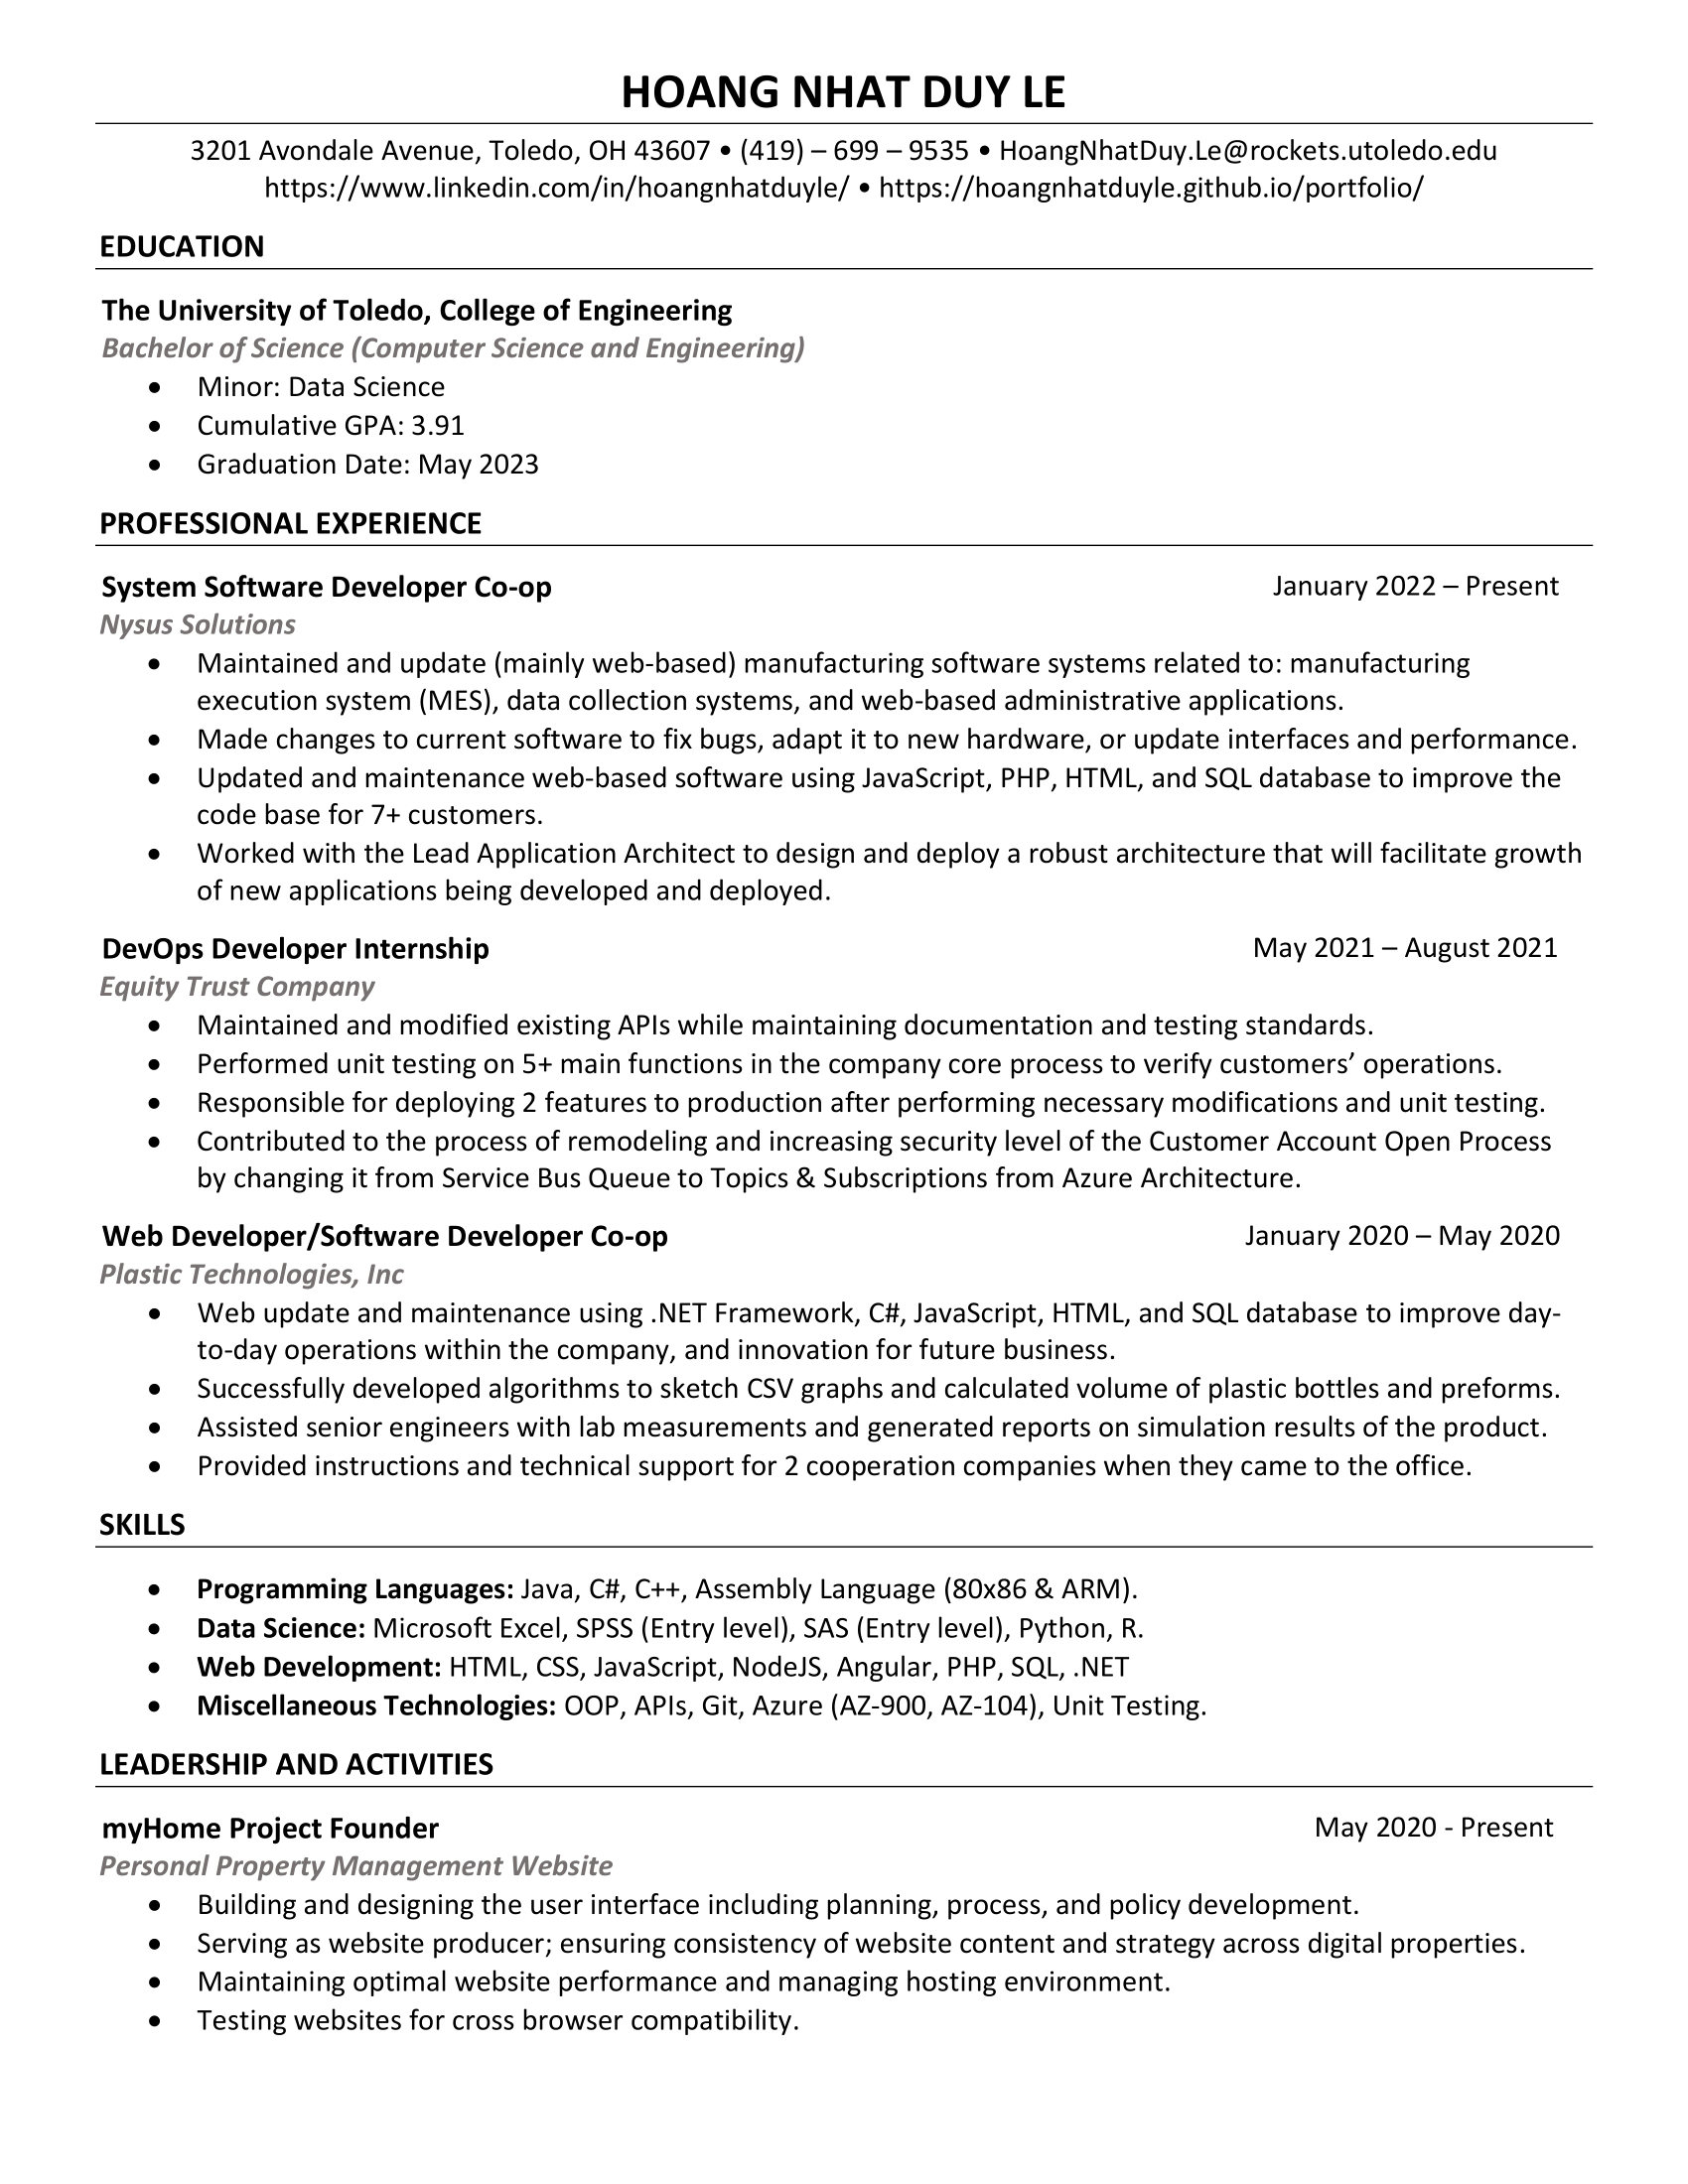 HOANG NHAT DUY LE
3201 Avondale Avenue, Toledo, OH 43607 • (419) – 699 – 9535 • HoangNhatDuy.Le@rockets.utoledo.edu
https://www.linkedin.com/in/hoangnhatduyle/ • https://hoangnhatduyle.github.io/portfolio/
EDUCATION
The University of Toledo, College of Engineering
Bachelor of Science (Computer Science and Engineering)
• Minor: Data Science
• Cumulative GPA: 3.91
• Graduation Date: May 2023
PROFESSIONAL EXPERIENCE
System Software Developer Co-op January 2022 – Present
Nysus Solutions
• Maintained and update (mainly web-based) manufacturing software systems related to: manufacturing
execution system (MES), data collection systems, and web-based administrative applications.
• Made changes to current software to fix bugs, adapt it to new hardware, or update interfaces and performance.
• Updated and maintenance web-based software using JavaScript, PHP, HTML, and SQL database to improve the
code base for 7+ customers.
• Worked with the Lead Application Architect to design and deploy a robust architecture that will facilitate growth
of new applications being developed and deployed.
DevOps Developer Internship May 2021 – August 2021
Equity Trust Company
• Maintained and modified existing APIs while maintaining documentation and testing standards.
• Performed unit testing on 5+ main functions in the company core process to verify customers’ operations.
• Responsible for deploying 2 features to production after performing necessary modifications and unit testing.
• Contributed to the process of remodeling and increasing security level of the Customer Account Open Process
by changing it from Service Bus Queue to Topics & Subscriptions from Azure Architecture.
Web Developer/Software Developer Co-op January 2020 – May 2020
Plastic Technologies, Inc
• Web update and maintenance using .NET Framework, C#, JavaScript, HTML, and SQL database to improve day-
to-day operations within the company, and innovation for future business.
• Successfully developed algorithms to sketch CSV graphs and calculated volume of plastic bottles and preforms.
• Assisted senior engineers with lab measurements and generated reports on simulation results of the product.
• Provided instructions and technical support for 2 cooperation companies when they came to the office.
SKILLS
• Programming Languages: Java, C#, C++, Assembly Language (80x86 & ARM).
• Data Science: Microsoft Excel, SPSS (Entry level), SAS (Entry level), Python, R.
• Web Development: HTML, CSS, JavaScript, NodeJS, Angular, PHP, SQL, .NET
• Miscellaneous Technologies: OOP, APIs, Git, Azure (AZ-900, AZ-104), Unit Testing.
LEADERSHIP AND ACTIVITIES
myHome Project Founder May 2020 - Present
Personal Property Management Website
• Building and designing the user interface including planning, process, and policy development.
• Serving as website producer; ensuring consistency of website content and strategy across digital properties.
• Maintaining optimal website performance and managing hosting environment.
• Testing websites for cross browser compatibility.